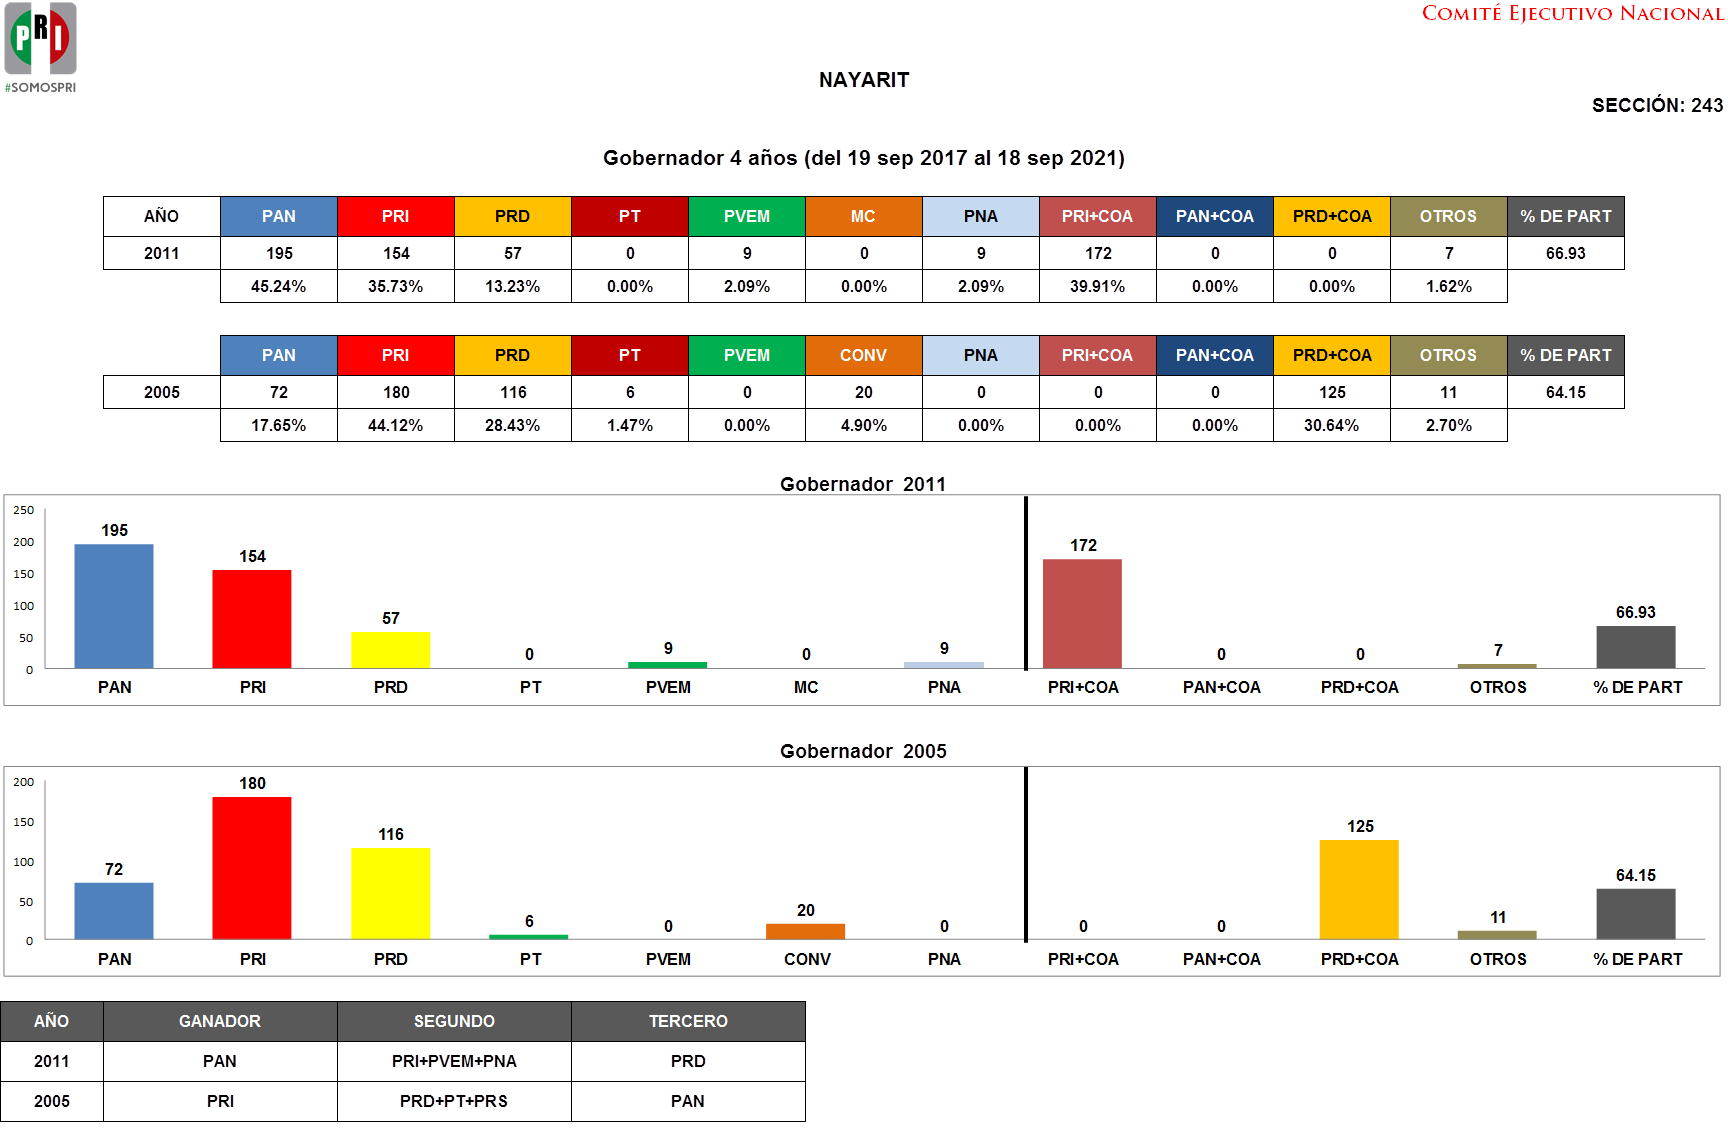 PRI
#SOMOSPRI
COMITÉ EJECUTIVO NACIONAL
NAYARIT
SECCIÓN: 243
Gobernador 4 años (del 19 sep 2017 al 18 sep 2021)
AÑO PAN PRI PRD PT PVEM MC PNA PRI+COA PAN+COA PRD+COA OTROS % DE PART
2011 195 154 57 0 9 0 9 172 0 0 7 66.93
45.24% 35.73% 13.23% 0.00% 2.09% 0.00% 2.09% 39.91% 0.00% 0.00% 1.62%
PAN PRI PRD PT PVEM CONV PNA PRI+COA PAN+COA PRD+COA OTROS % DE PART
2005 72 180 116 6 0 20 0 0 0 125 11 64.15
17.65% 44.12% 28.43% 1.47% 0.00% 4.90% 0.00% 0.00% 0.00% 30.64% 2.70%
Gobernador 2011
250
200
150
100
50
0
195 154 57 0 9 0 9 172 0 0 7 66.93
PAN PRI PRD PT PVEM MC PNA PRI+COA PAN+COA PRD+COA OTROS % DE PART
Gobernador 2005
200
150
100
50
0
72 180 116 6 0 20 0 0 0 125 11 64.15
PAN PRI PRD PT PVEM CONV PNA PRI+COA PAN+COA PRD+COA OTROS % DE PART
AÑO GANADOR SEGUNDO TERCERO
2011 PAN PRI+PVEM+PNA PRD
2005 PRI PRD+PT+PRS PAN